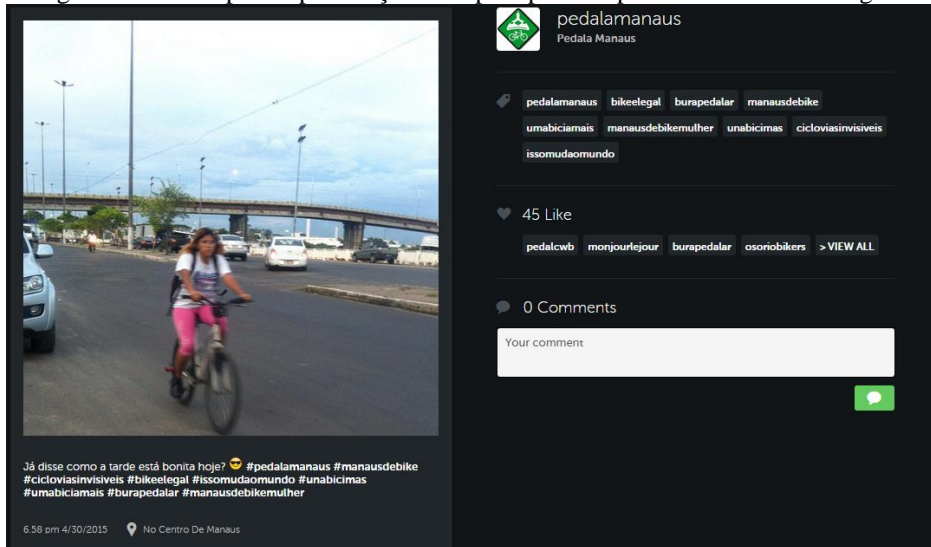 pedalamanaus
Pedala Manaus
pedalamanaus bikeelegal burapedalar manausdebike
umabiciamais manausdebikemulher unabicimas cicloviasinvisiveis
issomudaomundo
45 Like
pedalcwb monjourlejour burapedalar osoriobikers > VIEW ALL
0 Comments
Your comment
Já disse como a tarde está bonita hoje? 😎 #pedalamanaus #manausdebike
#cicloviasinvisiveis #bikeelegal #issomudaomundo #unabicimas
#umabiciamais #burapedalar #manausdebikemulher
6.58 pm 4/30/2015 No Centro De Manaus